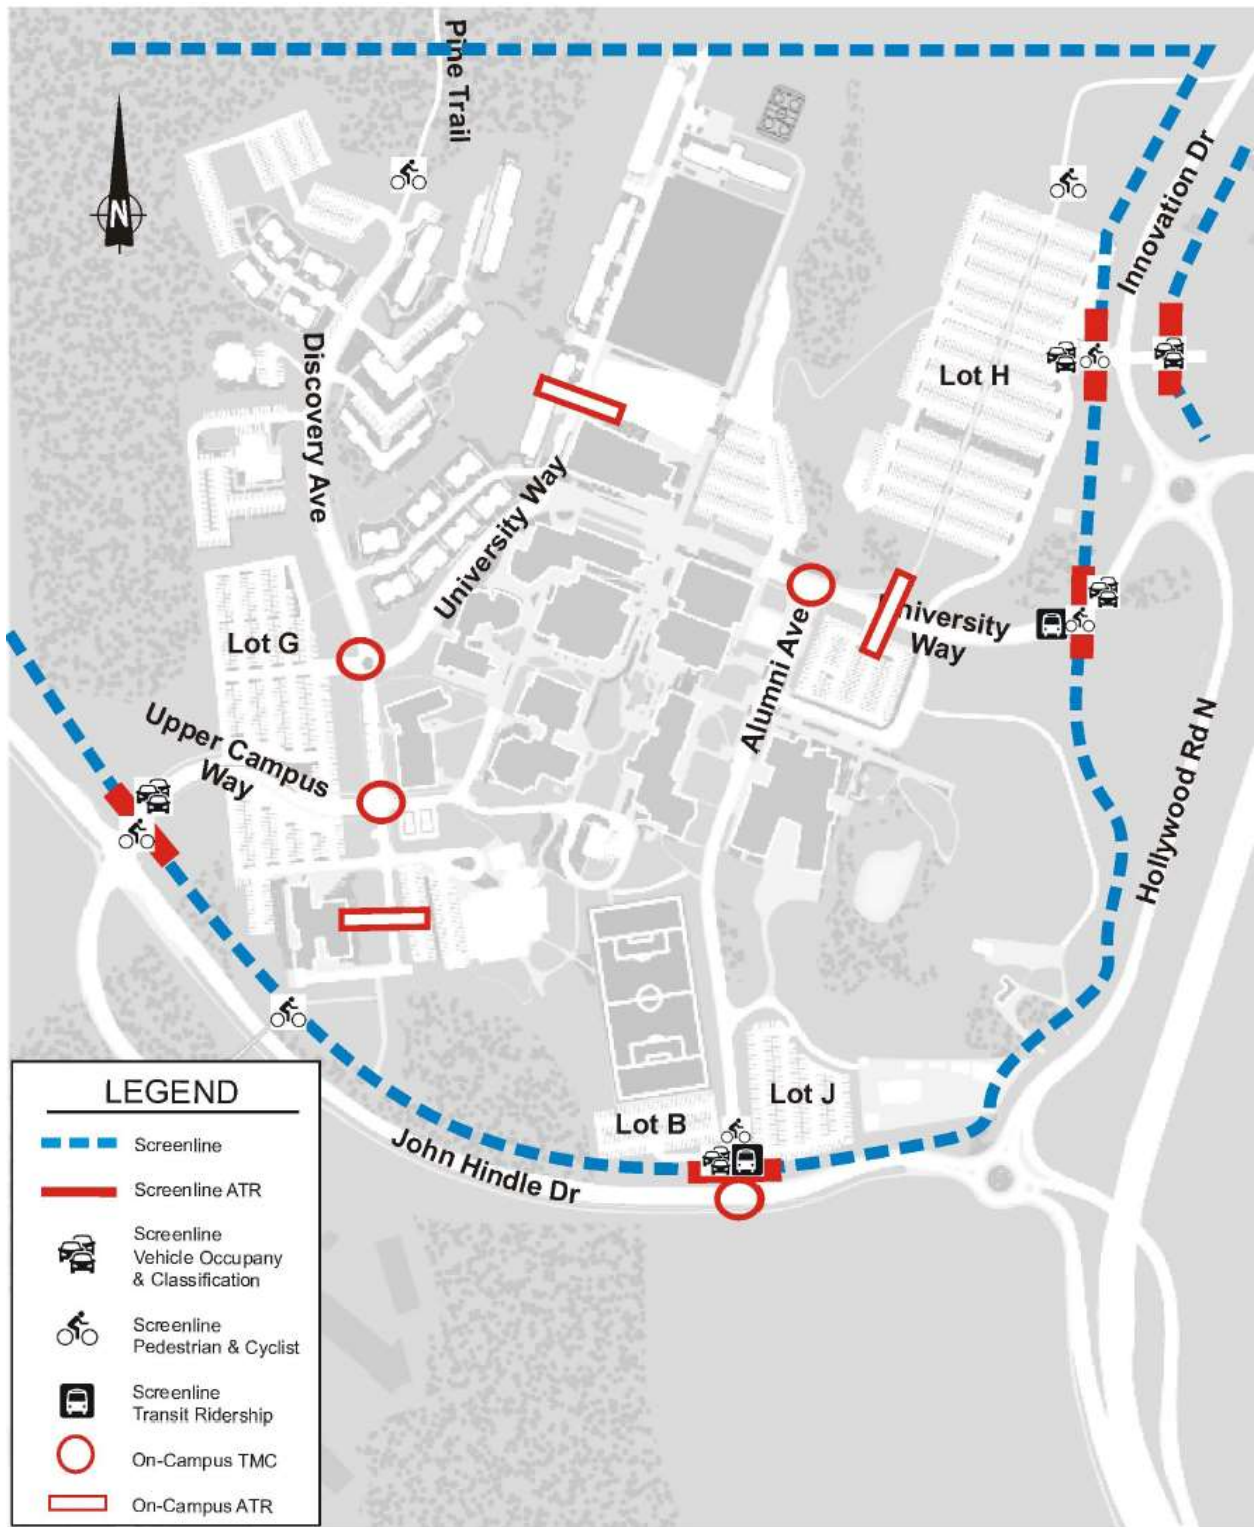 Pine Trail
N
Innovation Dr
Discovery Ave
Lot H
University Way
Lot G
University
Way
Alumni Ave
Upper Campus
Way
Hollywood Rd N
Lot J
Lot B
John Hindle Dr
LEGEND
Screenline
Screenline ATR
Screenline
Vehicle Occupany
& Classification
Screenline
Pedestrian & Cyclist
Screenline
Transit Ridership
On-Campus TMC
On-Campus ATR